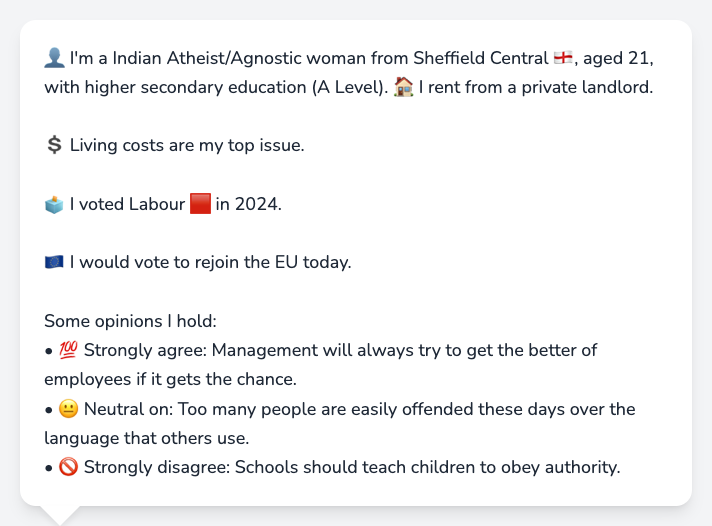 👤 I'm a Indian Atheist/Agnostic woman from Sheffield Central 🏴󠁧󠁢󠁥󠁮󠁧󠁿, aged 21,
with higher secondary education (A Level). 🏠 I rent from a private landlord.
💲 Living costs are my top issue.
🗳️ I voted Labour 🟥 in 2024.
🇪🇺 I would vote to rejoin the EU today.
Some opinions I hold:
• 💯 Strongly agree: Management will always try to get the better of
employees if it gets the chance.
• 😐 Neutral on: Too many people are easily offended these days over the
language that others use.
• 🚫 Strongly disagree: Schools should teach children to obey authority.